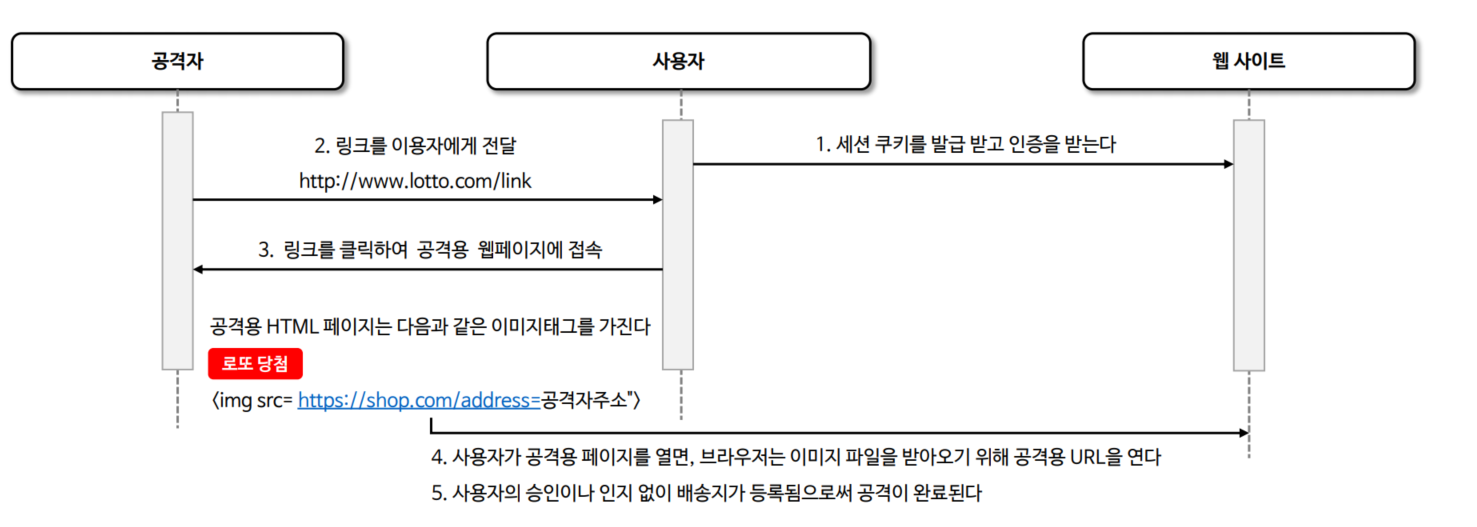 공격자
사용자
웹 사이트
1. 세션 쿠키를 발급 받고 인증을 받는다
2. 링크를 이용자에게 전달
http://www.lotto.com/link
3. 링크를 클릭하여 공격용 웹페이지에 접속
공격용 HTML 페이지는 다음과 같은 이미지태그를 가진다
로또 당첨
<img src= https://shop.com/address=공격자주소">
4. 사용자가 공격용 페이지를 열면, 브라우저는 이미지 파일을 받아오기 위해 공격용 URL을 연다
5. 사용자의 승인이나 인지 없이 배송지가 등록됨으로써 공격이 완료된다